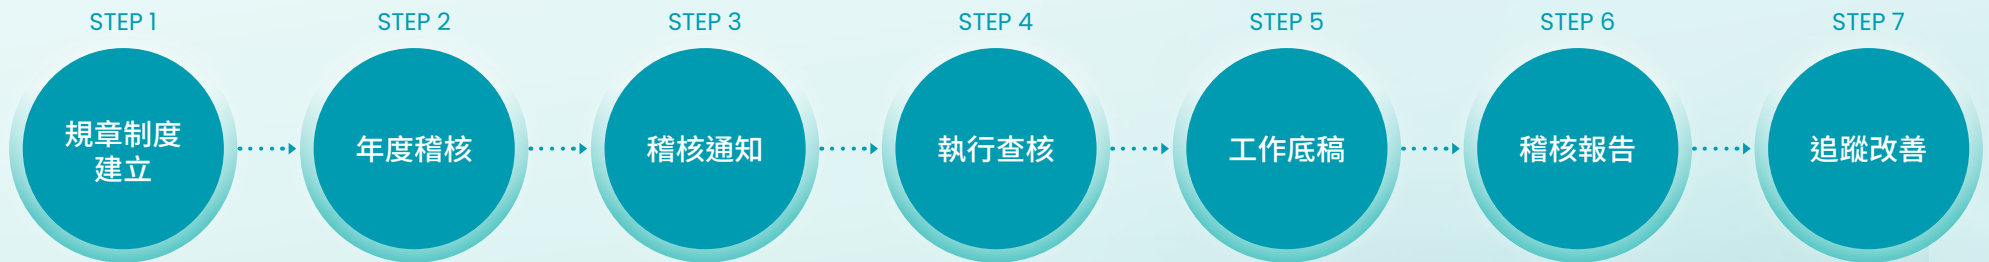 STEP 1
規章制度
建立
STEP 2
年度稽核
STEP 3
稽核通知
STEP 4
執行查核
STEP 5
工作底稿
STEP 6
稽核報告
STEP 7
追蹤改善